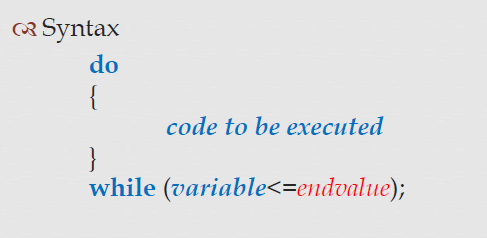 Syntax
do
{
code to be executed
}
while (variable<=endvalue);